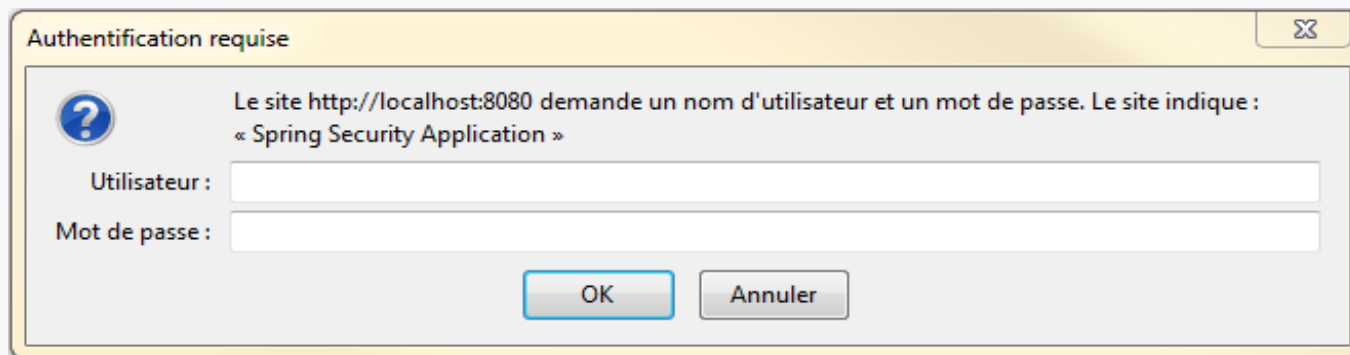 Authentification requise
Le site http://localhost:8080 demande un nom d'utilisateur et un mot de passe. Le site indique :
« Spring Security Application »
Utilisateur :
Mot de passe :
OK Annuler